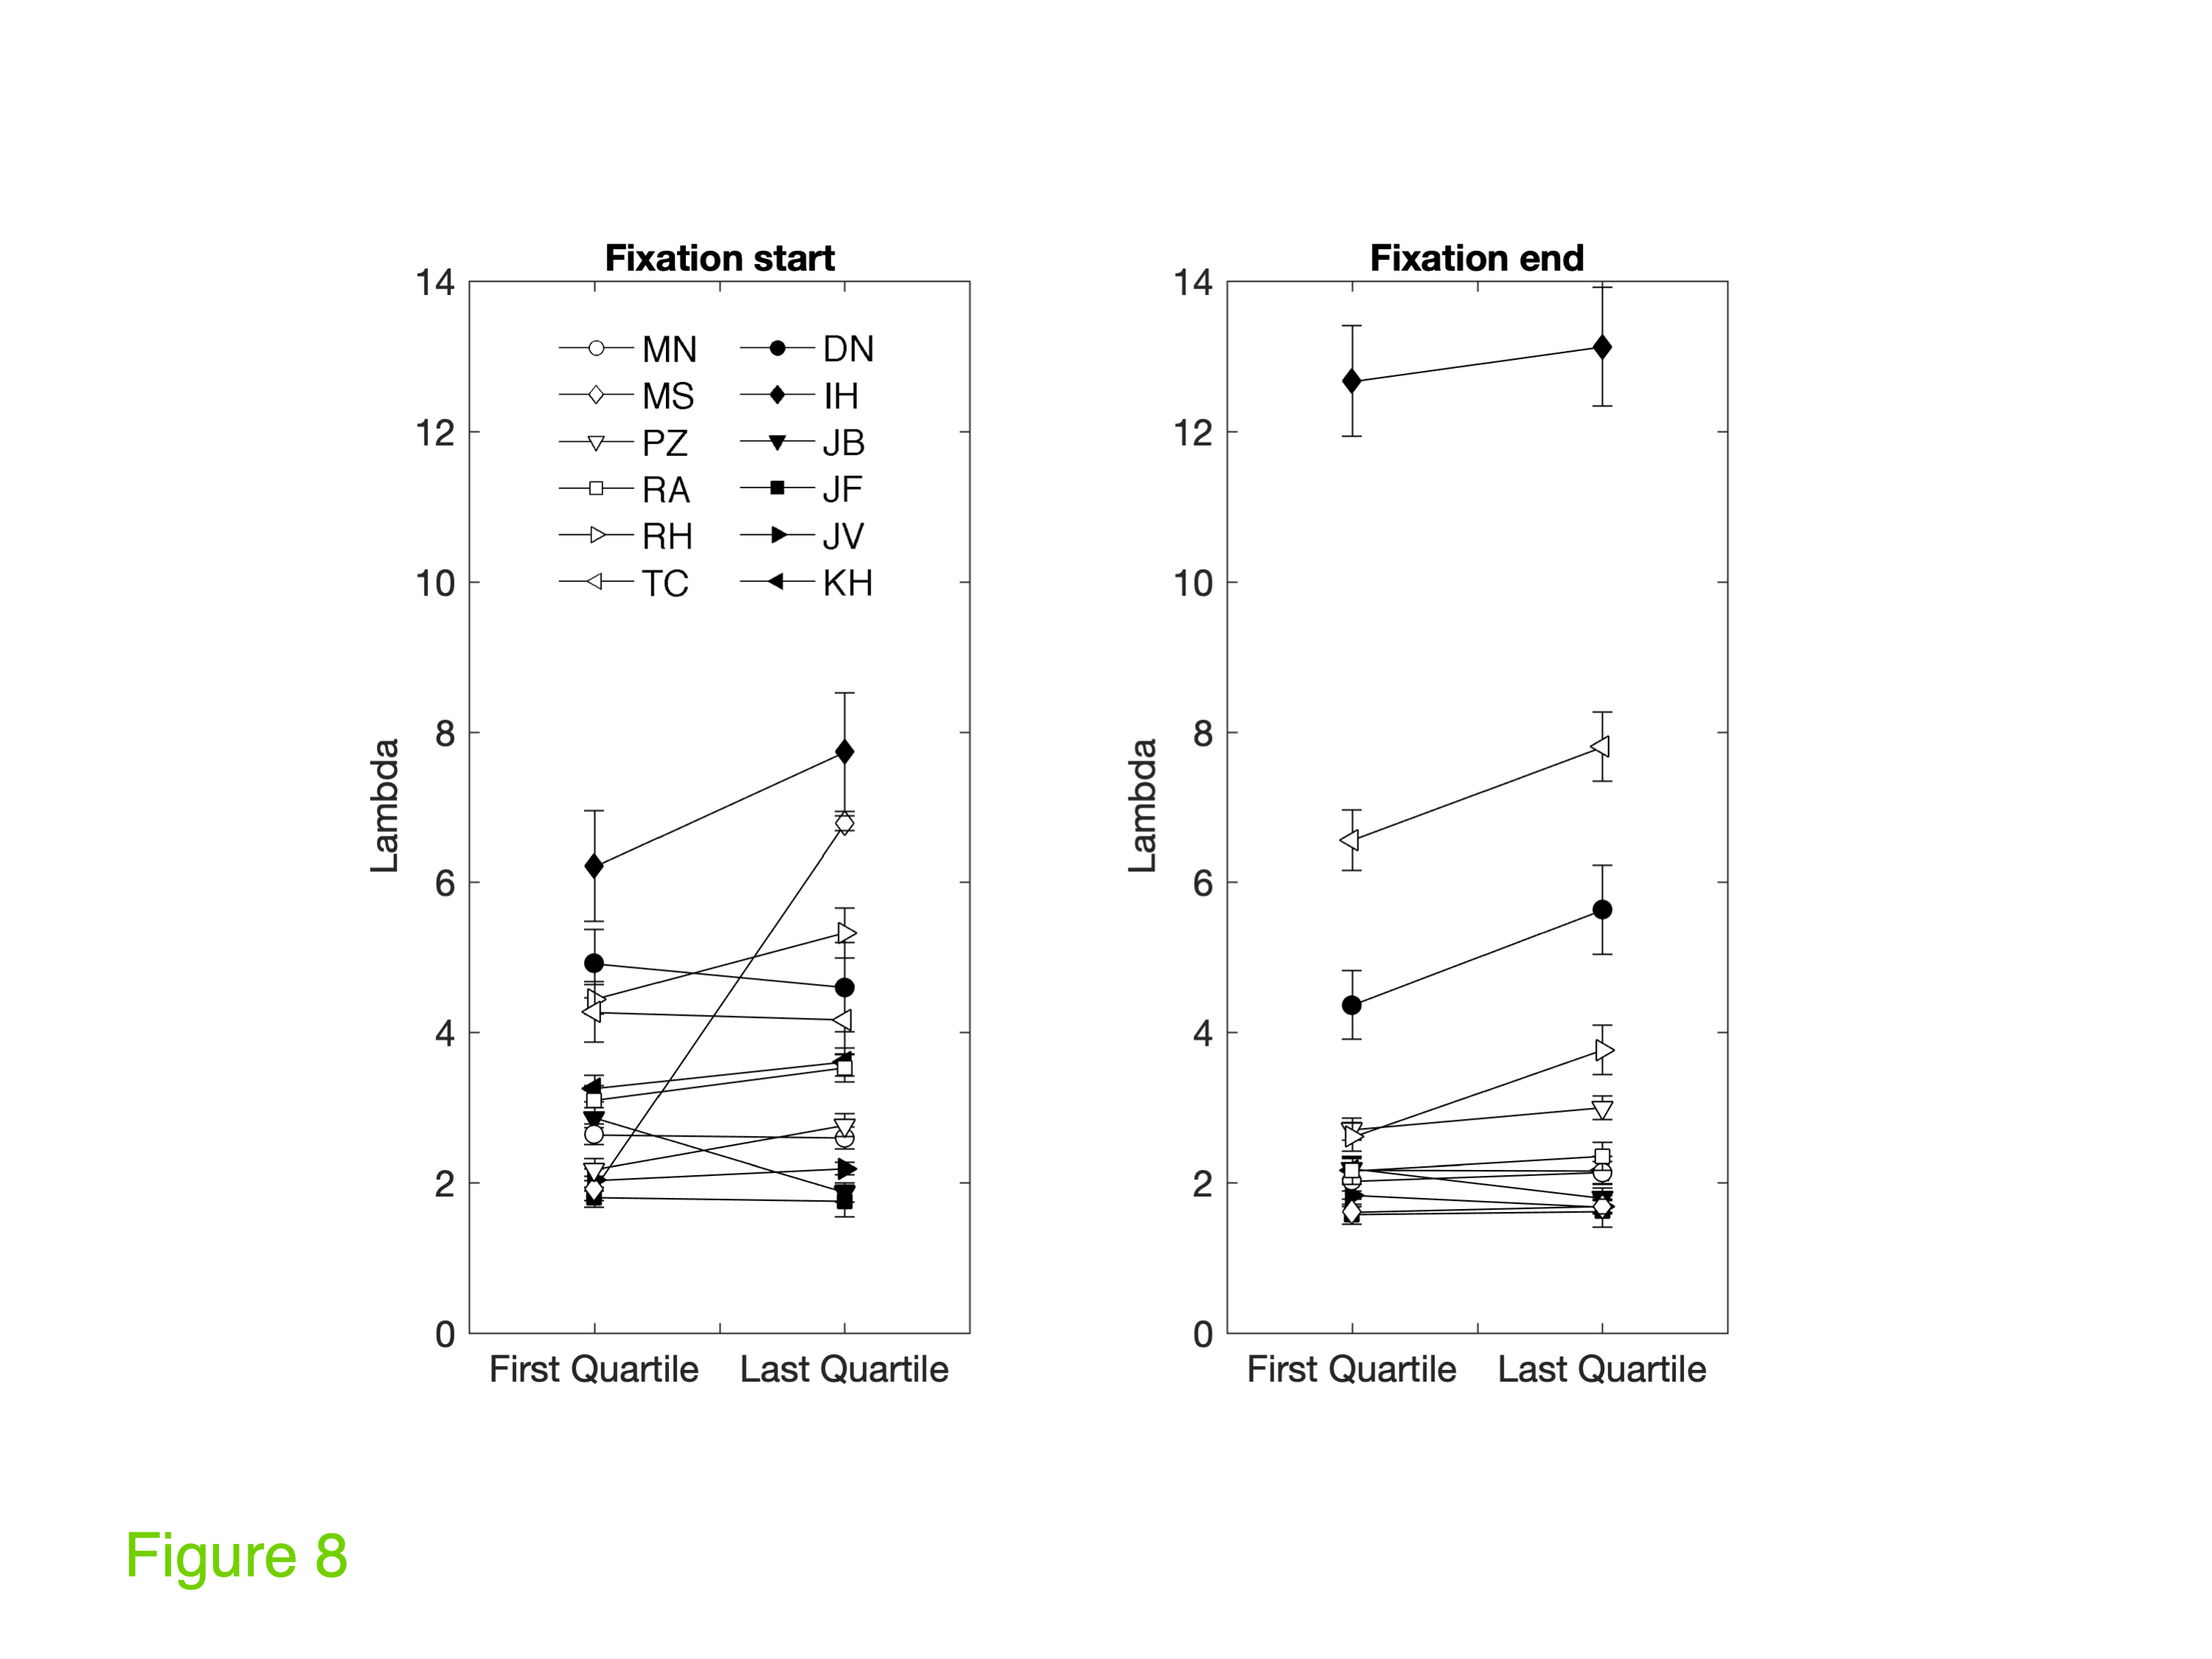 Fixation start
14
12
10
8
6
4
2
0
Lambda
MN DN
MS IH
PZ JB
RA JF
RH JV
TC KH
First Quartile Last Quartile
Fixation end
14
12
10
8
6
4
2
0
Lambda
First Quartile Last Quartile
Figure 8